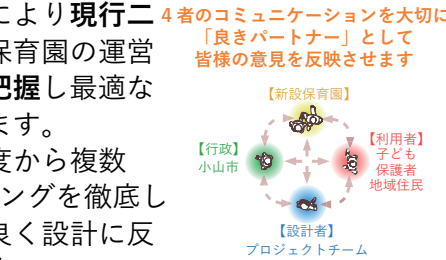 により現行二
保育園の運営
把握し最適な
ます。
度から複数
ングを徹底し
良く設計に反
4者のコミュニケーションを大切に
「良きパートナー」として
皆様の意見を反映させます
【新設保育園】
【行政】
小山市
【利用者】
子ども
保護者
地域住民
【設計者】
プロジェクトチーム